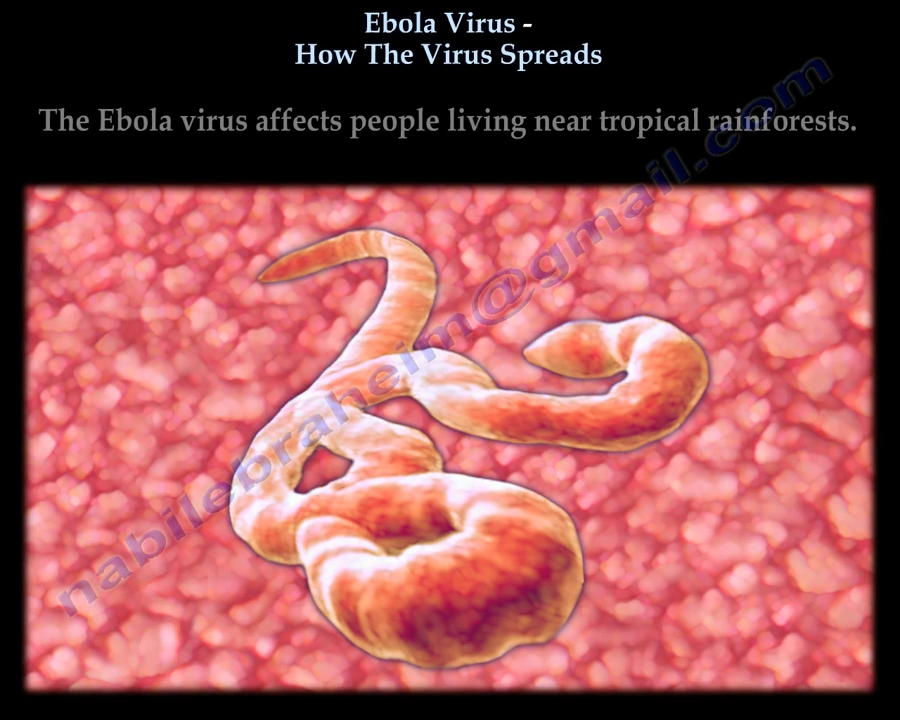 Ebola Virus -
How The Virus Spreads
The Ebola virus affects people living near tropical rainforests.
nabilebraheim@gmail.com